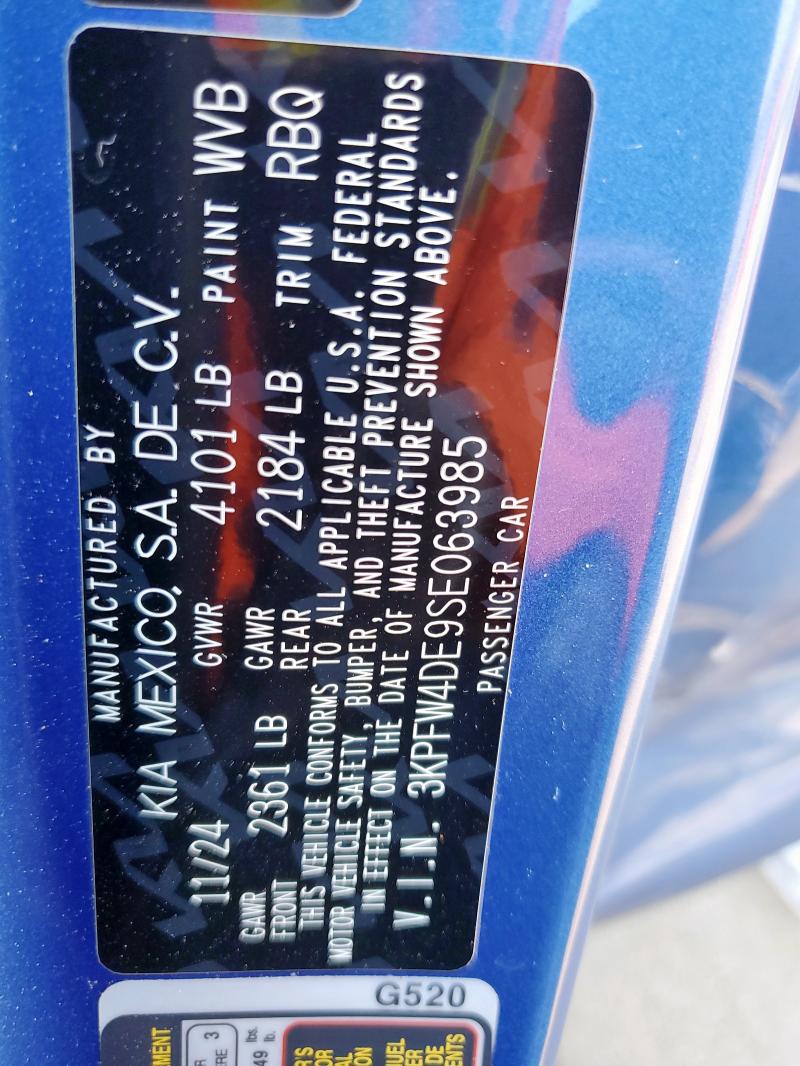 MANUFACTURED BY
KIA MEXICO, S.A. DE C.V.
11/24 GVWR 4101 LB PAINT WVB
GAWR FRONT 2361 LB GAWR REAR 2184 LB TRIM RBQ
THIS VEHICLE CONFORMS TO ALL APPLICABLE U.S.A. FEDERAL
MOTOR VEHICLE SAFETY, BUMPER, AND THEFT PREVENTION STANDARDS
IN EFFECT ON THE DATE OF MANUFACTURE SHOWN ABOVE.
V.I.N. 3KPFW4DE9SE063985
PASSENGER CAR
G520